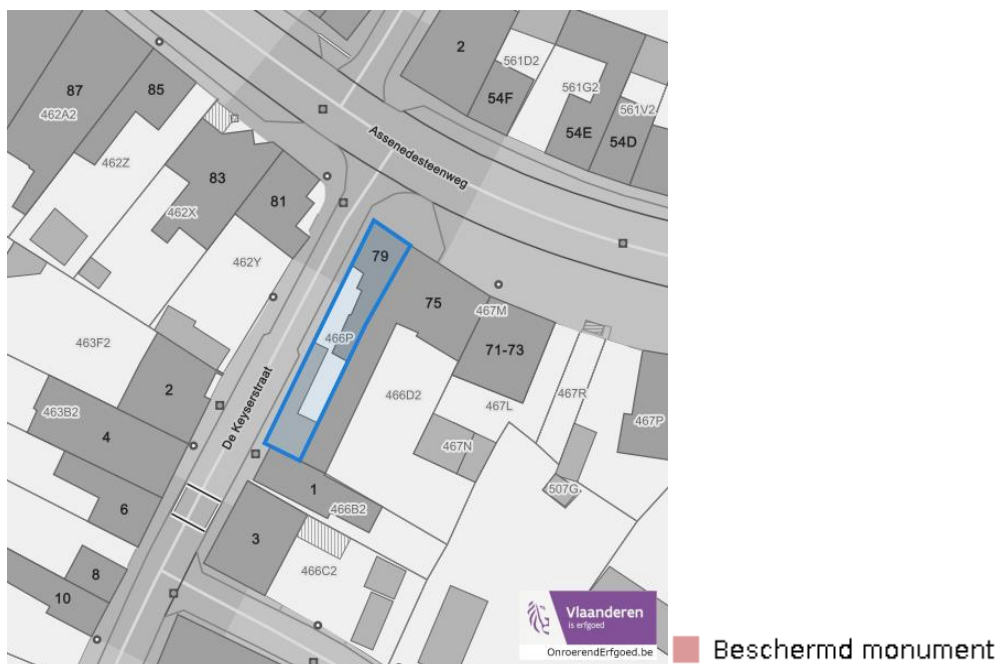 2
561D2
87
85
54F
561G2
462A2
561V2
54E
54D
Assenedesteenweg
462Z
83
462X
81
79
462Y
75
467M
466P
463F2
71-73
2
466D2
467R
De Keyserstraat
467L
463B2
467P
4
467N
1
507G
6
466B2
3
8
466C2
10
Vlaanderen
is erfgoed
OnroerendErfgoed.be
Beschermd monument